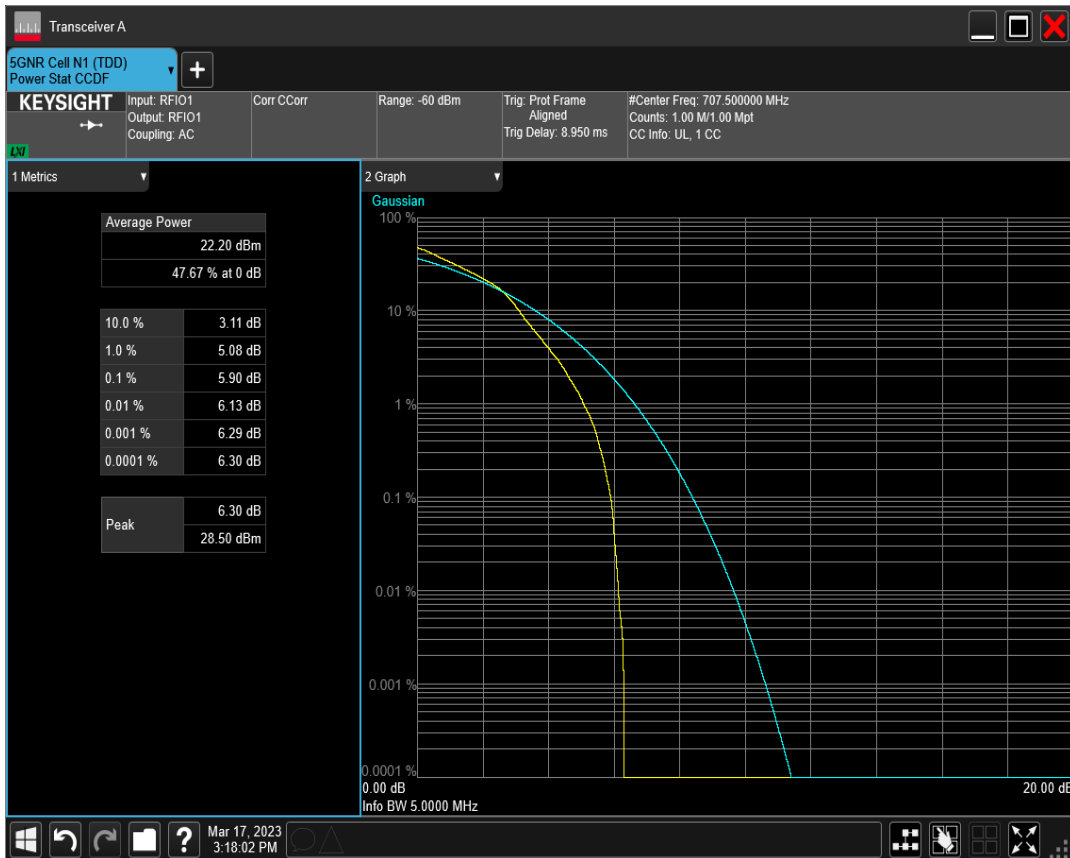 Transceiver A
5GNR Cell N1 (TDD)
Power Stat CCDF
+
KEYSIGHT
LXI
Input: RFIO1
Output: RFIO1
Coupling: AC
Corr CCorr
Range: -60 dBm
Trig: Prot Frame
Aligned
Trig Delay: 8.950 ms
#Center Freq: 707.500000 MHz
Counts: 1.00 M/1.00 Mpt
CC Info: UL, 1 CC
1 Metrics
Average Power
22.20 dBm
47.67 % at 0 dB
10.0 % 3.11 dB
1.0 % 5.08 dB
0.1 % 5.90 dB
0.01 % 6.13 dB
0.001 % 6.29 dB
0.0001 % 6.30 dB
Peak 6.30 dB
28.50 dBm
2 Graph
Gaussian
100 %
10 %
1 %
0.1 %
0.01 %
0.001 %
0.0001 %
0.00 dB 20.00 dB
Info BW 5.0000 MHz
?
Mar 17, 2023
3:18:02 PM